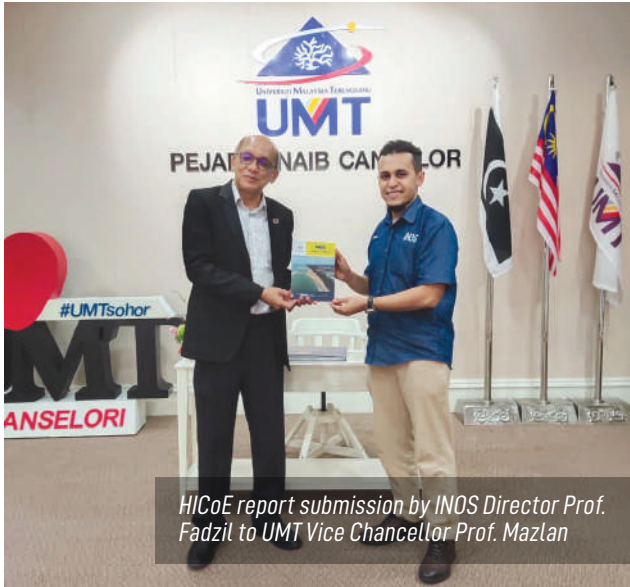 UNIVERSITI MALAYSIA TERENGGANU
UMT
NAIB CANSELOR
#UMTsohor
ANSELORI
INOS
UMT
HICoE report submission by INOS Director Prof.
Fadzil to UMT Vice Chancellor Prof. Mazlan